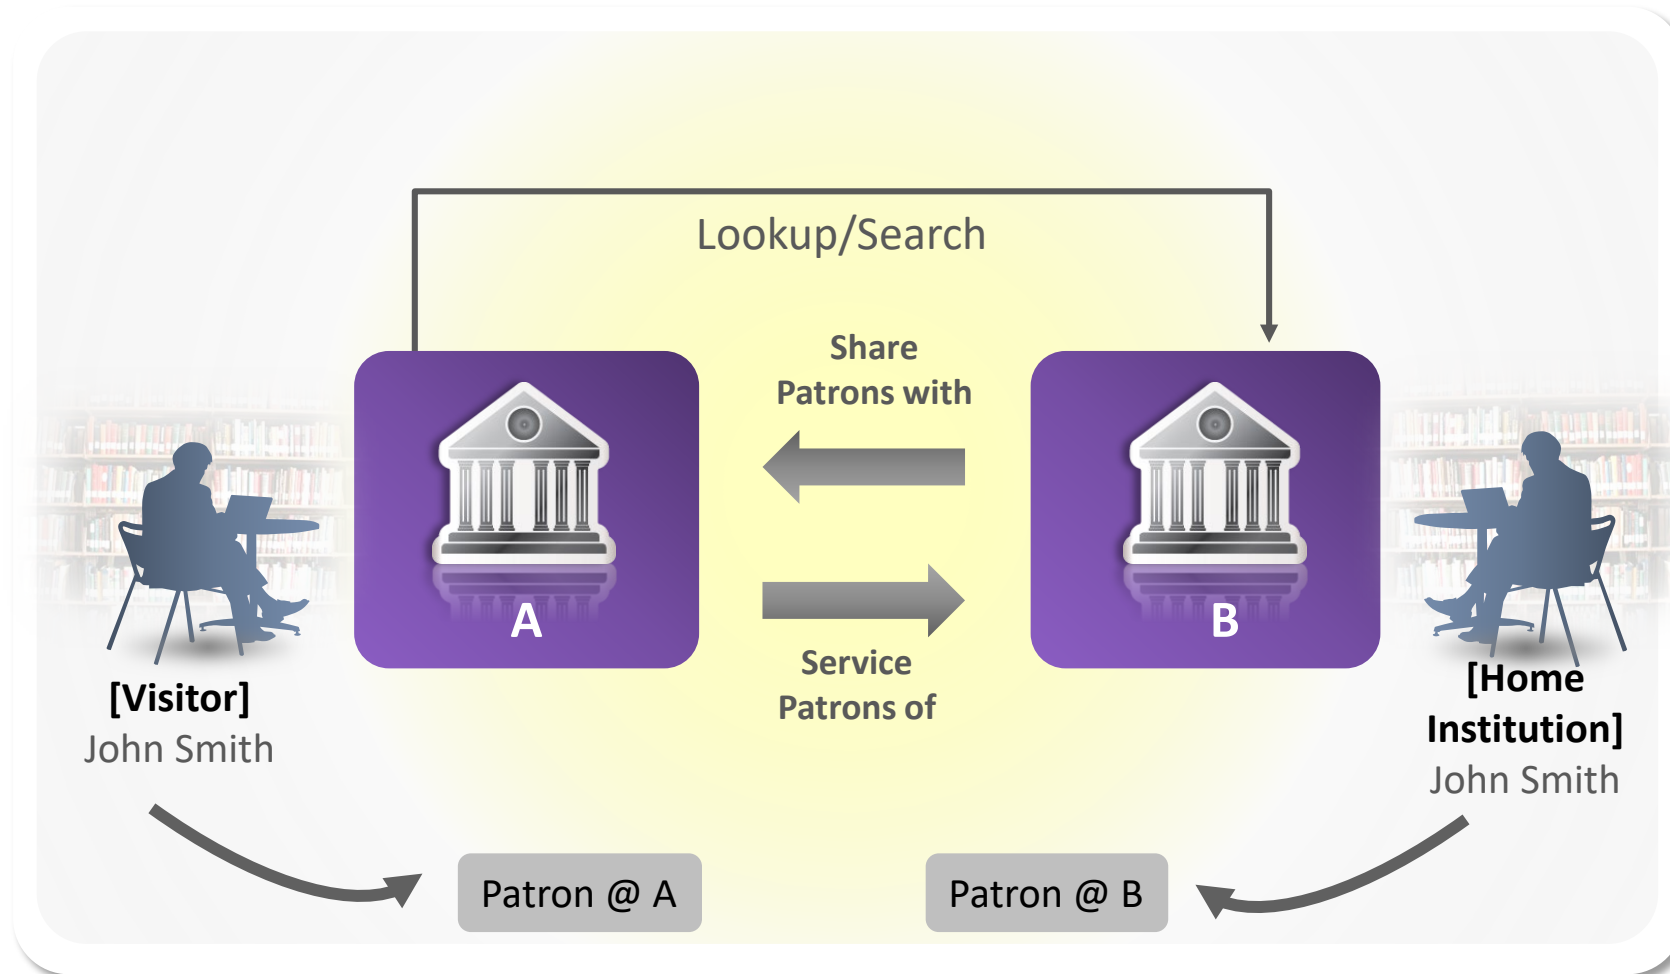 Lookup/Search
Share
Patrons with
A
B
Service
Patrons of
[Visitor]
John Smith
[Home
Institution]
John Smith
Patron @ A
Patron @ B